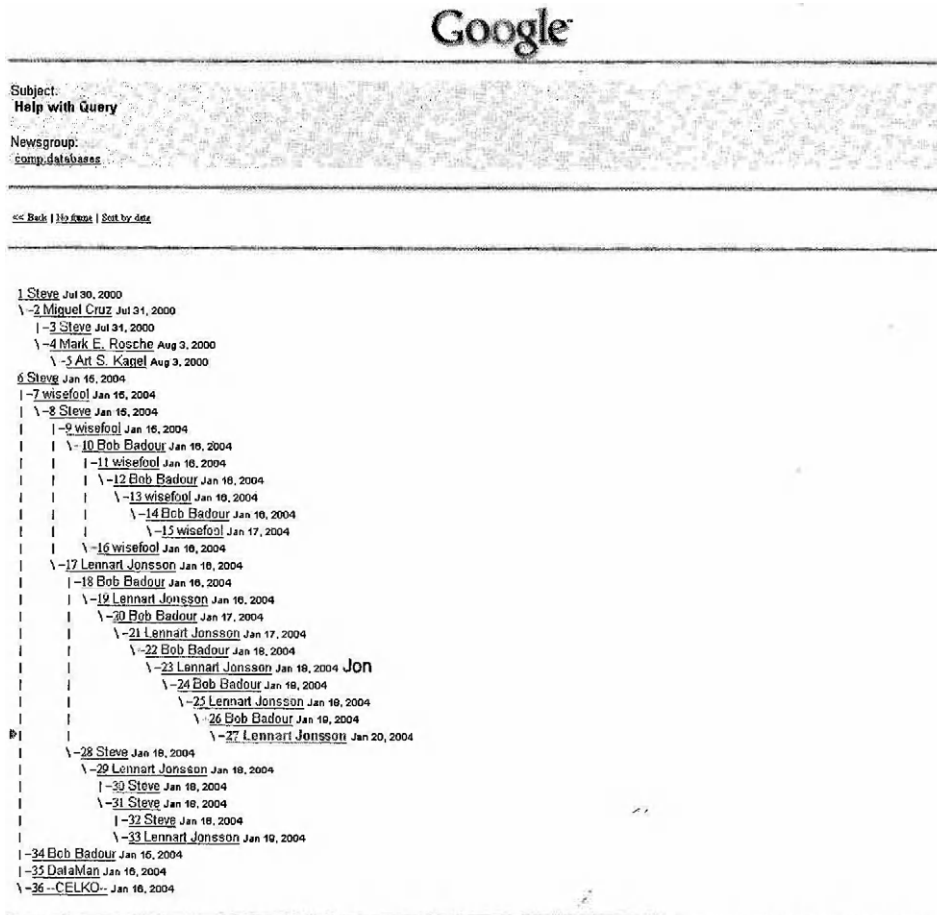 Google
Subject:
Help with Query
Newsgroup:
comp.databases
<< Back | No frame | Sort by date
1 Steve Jul 30, 2000
\-2 Miguel Cruz Jul 31, 2000
|-3 Steve Jul 31, 2000
\-4 Mark E. Rosche Aug 3, 2000
\-5 Art S. Kagel Aug 3, 2000
6 Steve Jan 15, 2004
|-7 wisefool Jan 15, 2004
| \-8 Steve Jan 15, 2004
| |-9 wisefool Jan 16, 2004
| | \-10 Bob Badour Jan 16, 2004
| | |-11 wisefool Jan 16, 2004
| | | \-12 Bob Badour Jan 16, 2004
| | | \-13 wisefool Jan 16, 2004
| | | \-14 Bob Badour Jan 16, 2004
| | | \-15 wisefool Jan 17, 2004
| | \-16 wisefool Jan 16, 2004
| \-17 Lennart Jonsson Jan 16, 2004
| |-18 Bob Badour Jan 16, 2004
| | \-19 Lennart Jonsson Jan 16, 2004
| | \-20 Bob Badour Jan 17, 2004
| | \-21 Lennart Jonsson Jan 17, 2004
| | \-22 Bob Badour Jan 18, 2004
| | \-23 Lennart Jonsson Jan 18, 2004 Jon
| | \-24 Bob Badour Jan 18, 2004
| | \-25 Lennart Jonsson Jan 18, 2004
| | \-26 Bob Badour Jan 19, 2004
| | \-27 Lennart Jonsson Jan 20, 2004
| \-28 Steve Jan 18, 2004
| \-29 Lennart Jonsson Jan 18, 2004
| |-30 Steve Jan 18, 2004
| \-31 Steve Jan 18, 2004
| |-32 Steve Jan 18, 2004
| \-33 Lennart Jonsson Jan 19, 2004
|-34 Bob Badour Jan 15, 2004
|-35 DataMan Jan 16, 2004
\-36 --CELKO-- Jan 16, 2004